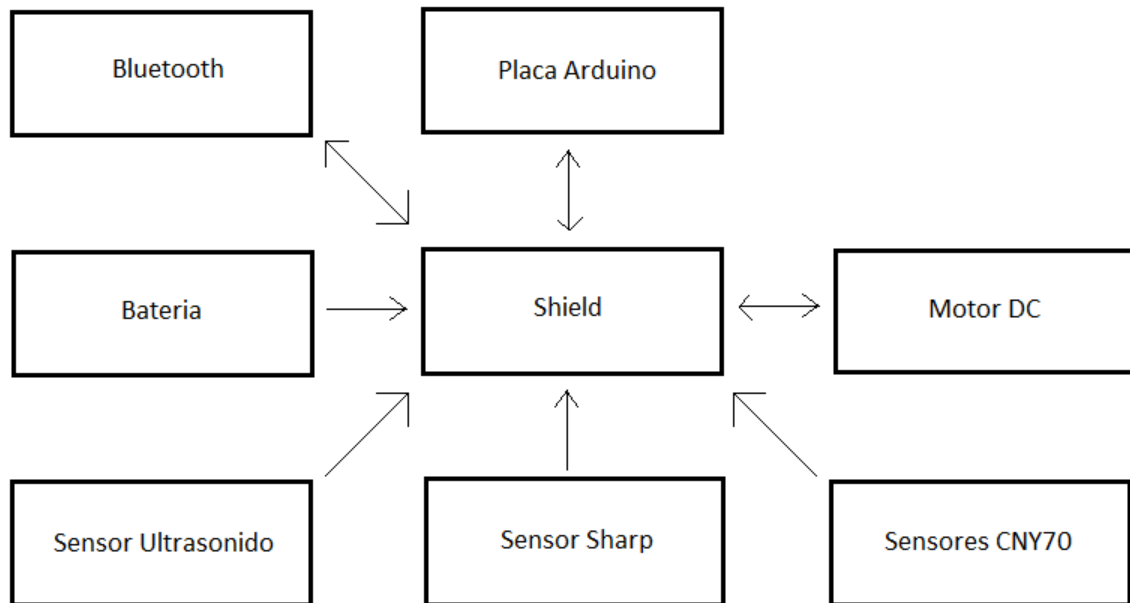 Bluetooth
Placa Arduino
Bateria
Shield
Motor DC
Sensor Ultrasonido
Sensor Sharp
Sensores CNY70